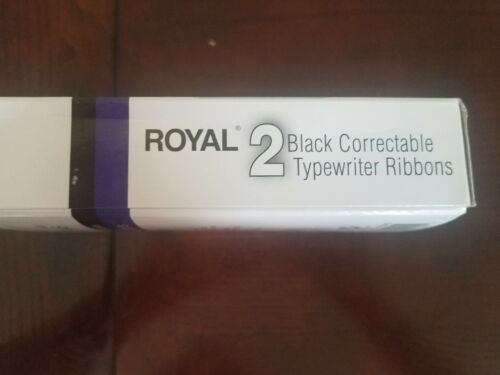 ROYAL® 2 Black Correctable
Typewriter Ribbons